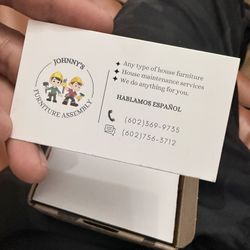 JOHNNY'S
FURNITURE ASSEMBLY
Any type of house furniture
House maintenance services
We do anything for you.
HABLAMOS ESPAÑOL
(602)369-9735
(602)756-3712